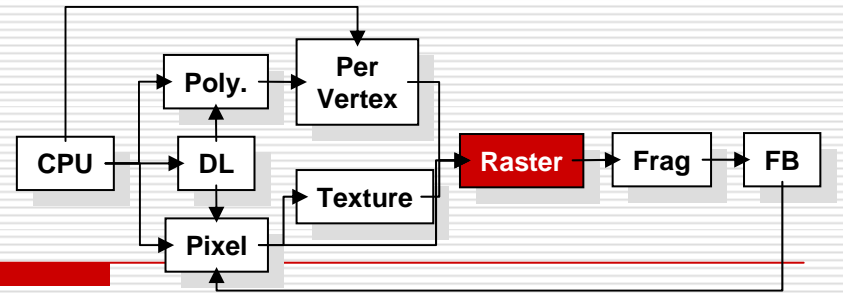 Per
Vertex
Poly.
CPU
DL
Raster
Frag
FB
Texture
Pixel